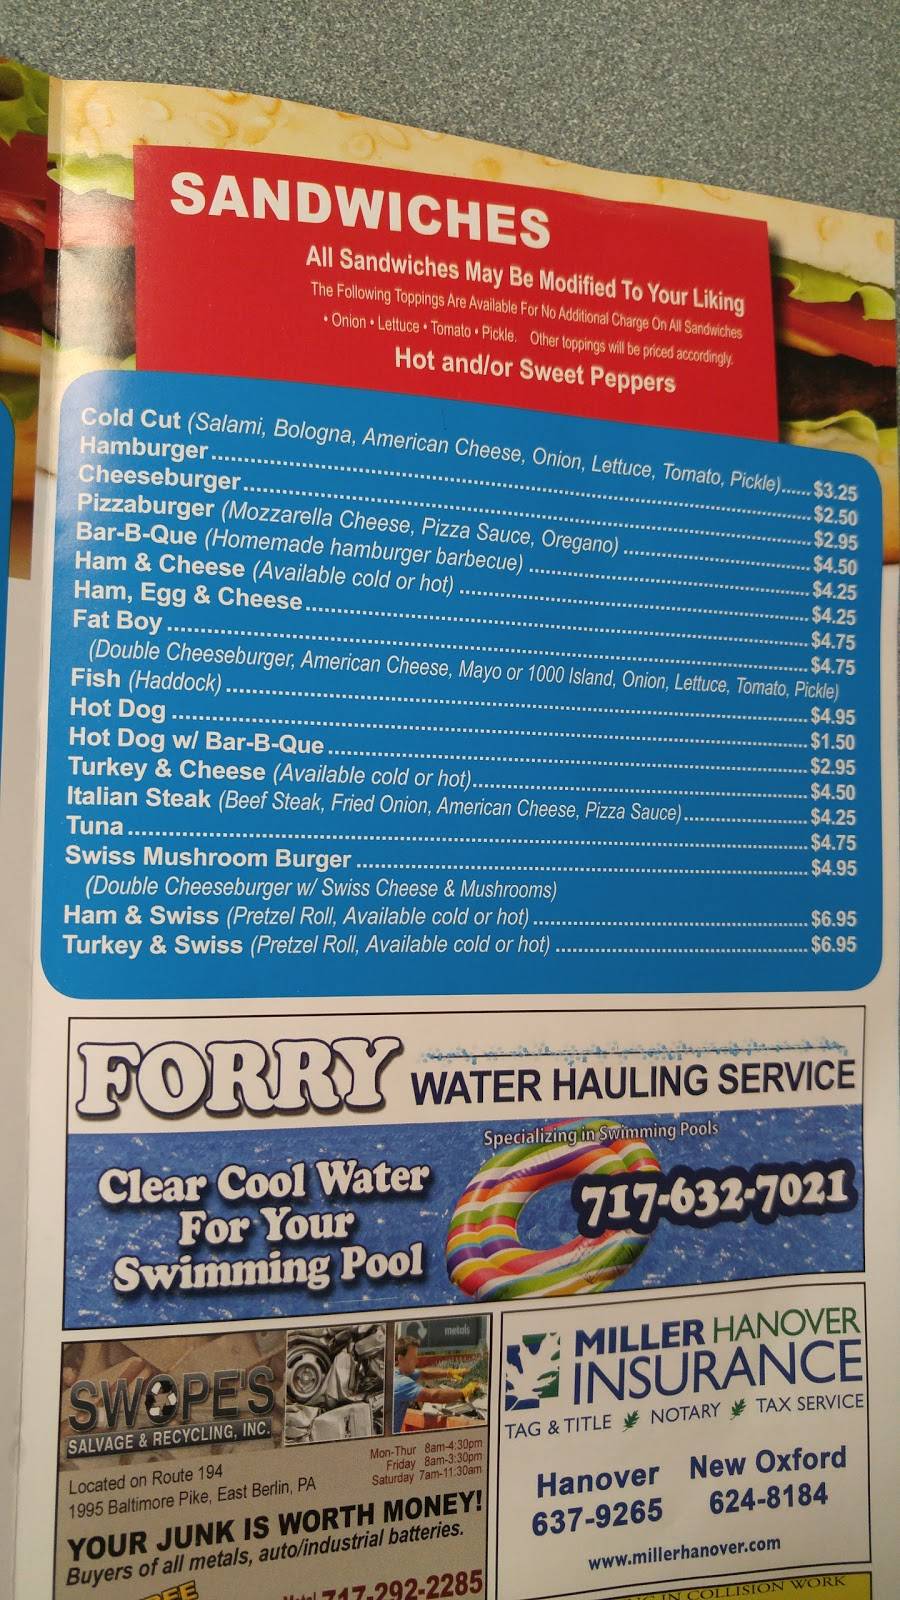 SANDWICHES
All Sandwiches May Be Modified To Your Liking
The Following Toppings Are Available For No Additional Charge On All Sandwiches
• Onion • Lettuce • Tomato • Pickle. Other toppings will be priced accordingly.
Hot and/or Sweet Peppers
Cold Cut (Salami, Bologna, American Cheese, Onion, Lettuce, Tomato, Pickle)...... $3.25
Hamburger.......... $2.50
Cheeseburger.......... $2.95
Pizzaburger (Mozzarella Cheese, Pizza Sauce, Oregano).......... $4.50
Bar-B-Que (Homemade hamburger barbecue).......... $4.25
Ham & Cheese (Available cold or hot).......... $4.25
Ham, Egg & Cheese.......... $4.75
Fat Boy.......... $4.75
(Double Cheeseburger, American Cheese, Mayo or 1000 Island, Onion, Lettuce, Tomato, Pickle)
Fish (Haddock).......... $4.95
Hot Dog.......... $1.50
Hot Dog w/ Bar-B-Que.......... $2.95
Turkey & Cheese (Available cold or hot).......... $4.50
Italian Steak (Beef Steak, Fried Onion, American Cheese, Pizza Sauce).......... $4.25
Tuna.......... $4.75
Swiss Mushroom Burger.......... $4.95
(Double Cheeseburger w/ Swiss Cheese & Mushrooms)
Ham & Swiss (Pretzel Roll, Available cold or hot).......... $6.95
Turkey & Swiss (Pretzel Roll, Available cold or hot).......... $6.95
FORRY
WATER HAULING SERVICE
Specializing in Swimming Pools
Clear Cool Water
For Your
Swimming Pool
717-632-7021
metals
SWOPE'S
SALVAGE & RECYCLING, INC.
Mon-Thur 8am-4:30pm
Friday 8am-3:30pm
Saturday 7am-11:30am
Located on Route 194
1995 Baltimore Pike, East Berlin, PA
YOUR JUNK IS WORTH MONEY!
Buyers of all metals, auto/industrial batteries.
717-292-2285
MILLER HANOVER
INSURANCE
TAG & TITLE NOTARY TAX SERVICE
Hanover New Oxford
637-9265 624-8184
www.millerhanover.com
IN COLLISION WORK